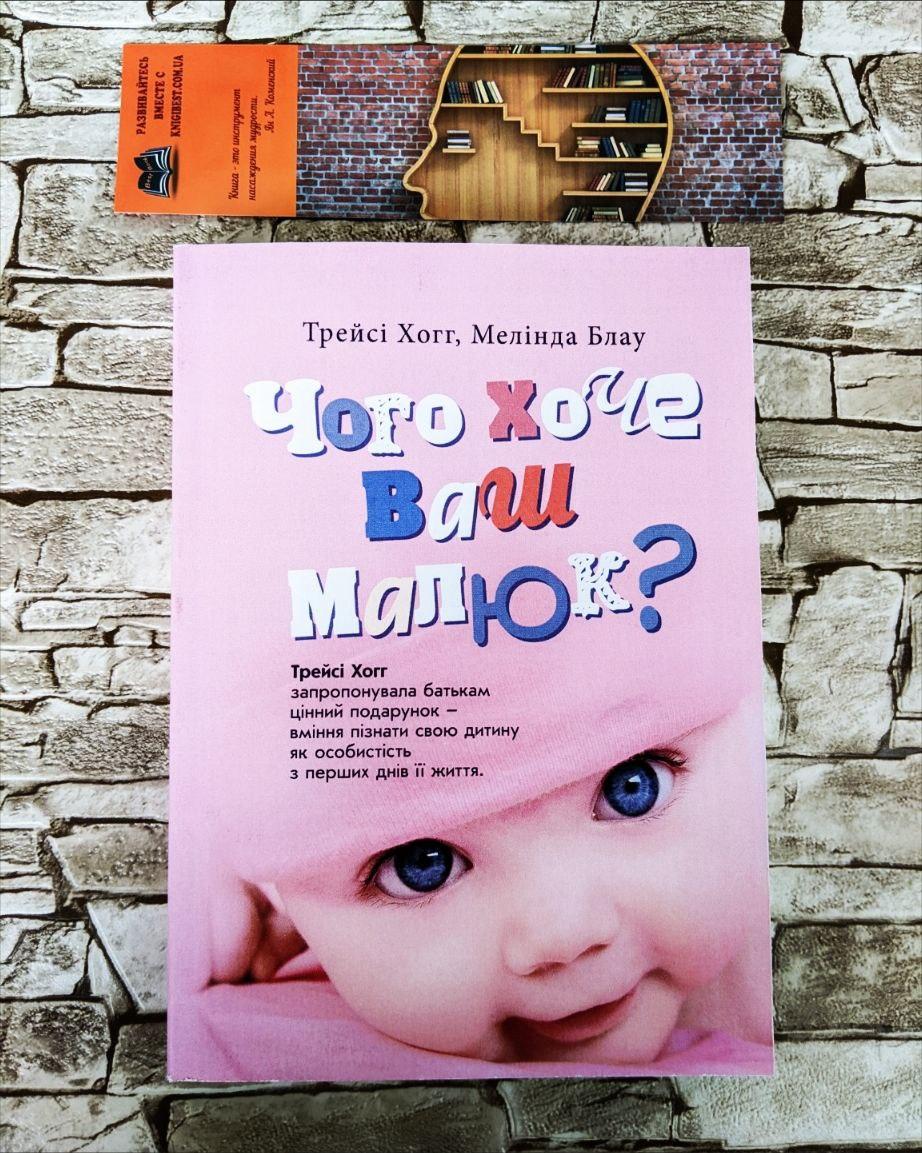 РАЗВИВАЙТЕСЬ
ВМЕСТЕ С
KNIGIBEST.COM.UA
Книга - это инструмент
насаждения мудрости.
Ян А. Коменский
Трейсі Хогг, Мелінда Блау
Чого хоче
ваш
малюк?
Трейсі Хогг
запропонувала батькам
цінний подарунок –
вміння пізнати свою дитину
як особистість
з перших днів її життя.